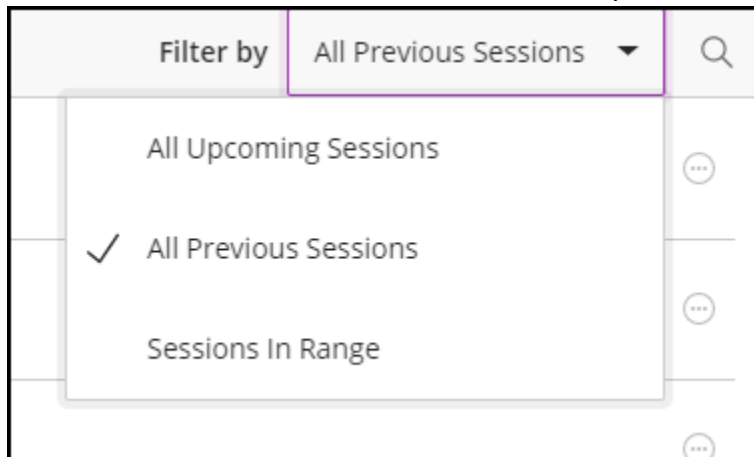 Filter by All Previous Sessions
All Upcoming Sessions
All Previous Sessions
Sessions In Range